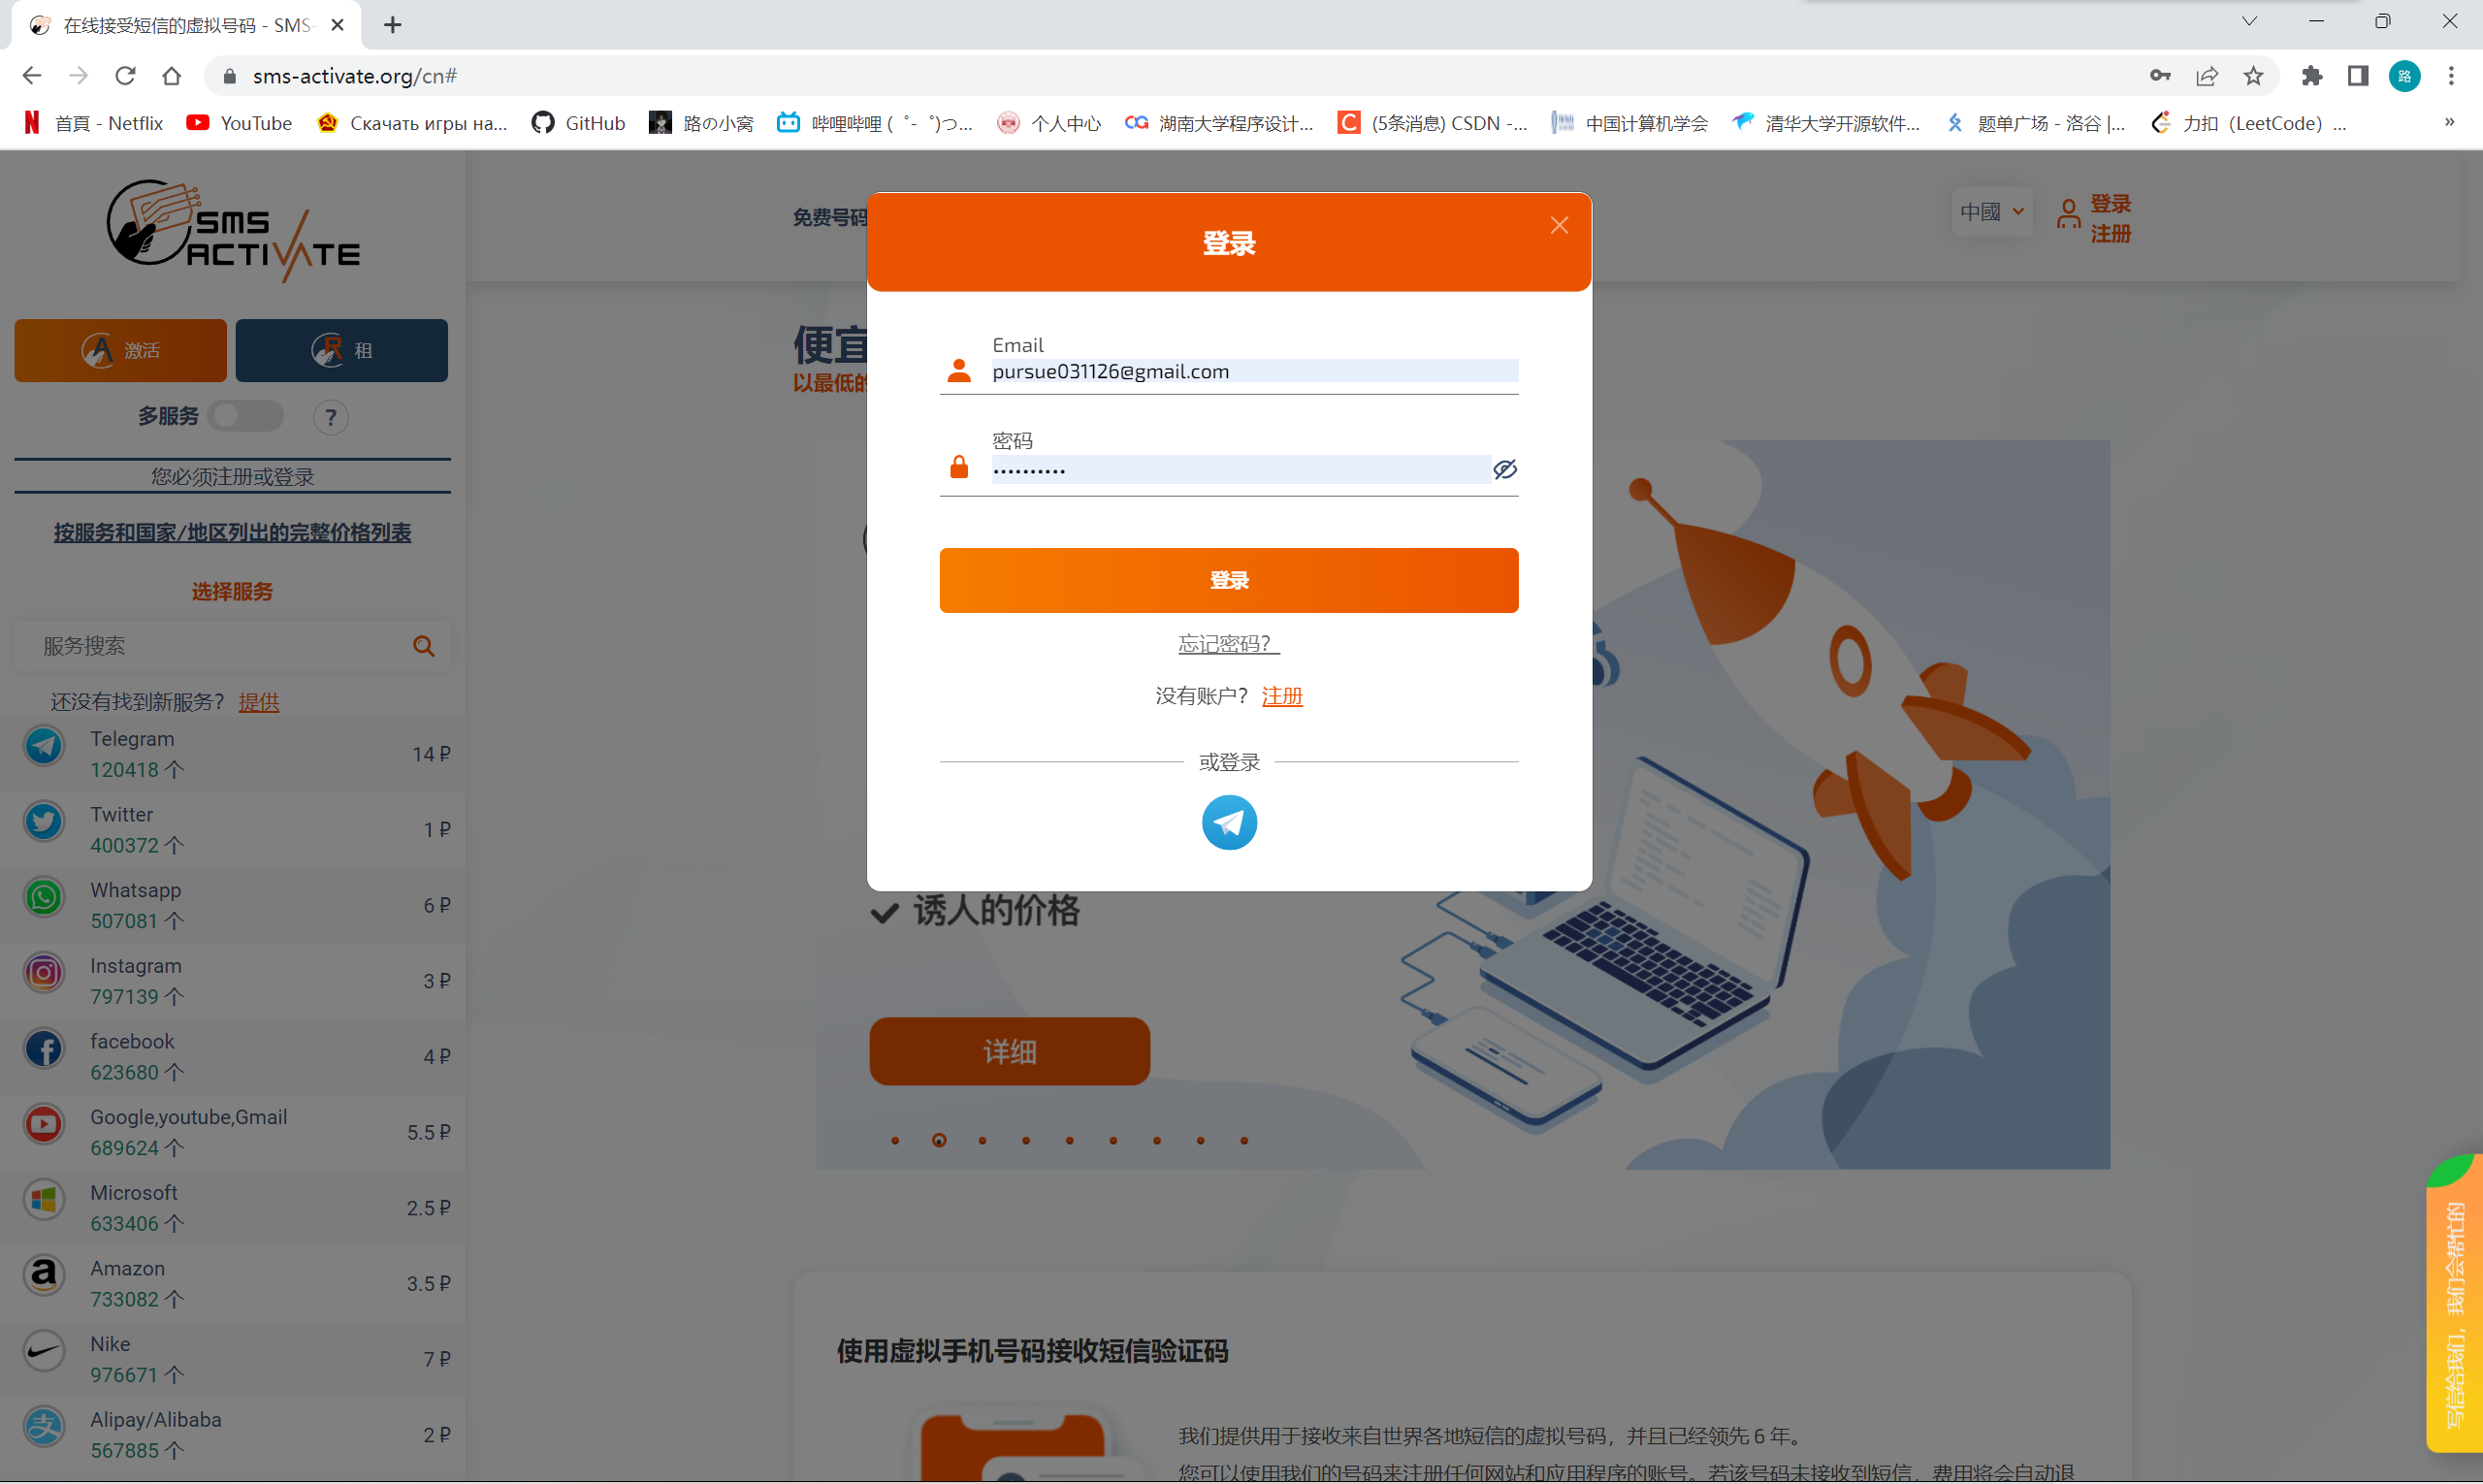 在线接受短信的虚拟号码 - SMS-
sms-activate.org/cn#
路
首頁 - Netflix
YouTube
Скачать игры на...
GitHub
路の小窝
哔哩哔哩 ( ゜- ゜)つ...
个人中心
湖南大学程序设计...
(5条消息) CSDN -...
中国计算机学会
清华大学开源软件...
题单广场 - 洛谷 |...
力扣（LeetCode）...
»
SMS
ACTIVATE
免费号码
中國
登录
注册
激活
租
多服务
?
您必须注册或登录
按服务和国家/地区列出的完整价格列表
选择服务
服务搜索
还没有找到新服务？ 提供
Telegram
120418 个
14 ₽
Twitter
400372 个
1 ₽
Whatsapp
507081 个
6 ₽
Instagram
797139 个
3 ₽
facebook
623680 个
4 ₽
Google,youtube,Gmail
689624 个
5.5 ₽
Microsoft
633406 个
2.5 ₽
Amazon
733082 个
3.5 ₽
Nike
976671 个
7 ₽
Alipay/Alibaba
567885 个
2 ₽
便宜
以最低的
登录
Email
pursue031126@gmail.com
密码
••••••••••
登录
忘记密码？
没有账户？ 注册
或登录
诱人的价格
详细
使用虚拟手机号码接收短信验证码
我们提供用于接收来自世界各地短信的虚拟号码，并且已经领先 6 年。
您可以使用我们的号码来注册任何网站和应用程序的账号。若该号码未接收到短信，费用将会自动退
写信给我们，我们会帮忙的